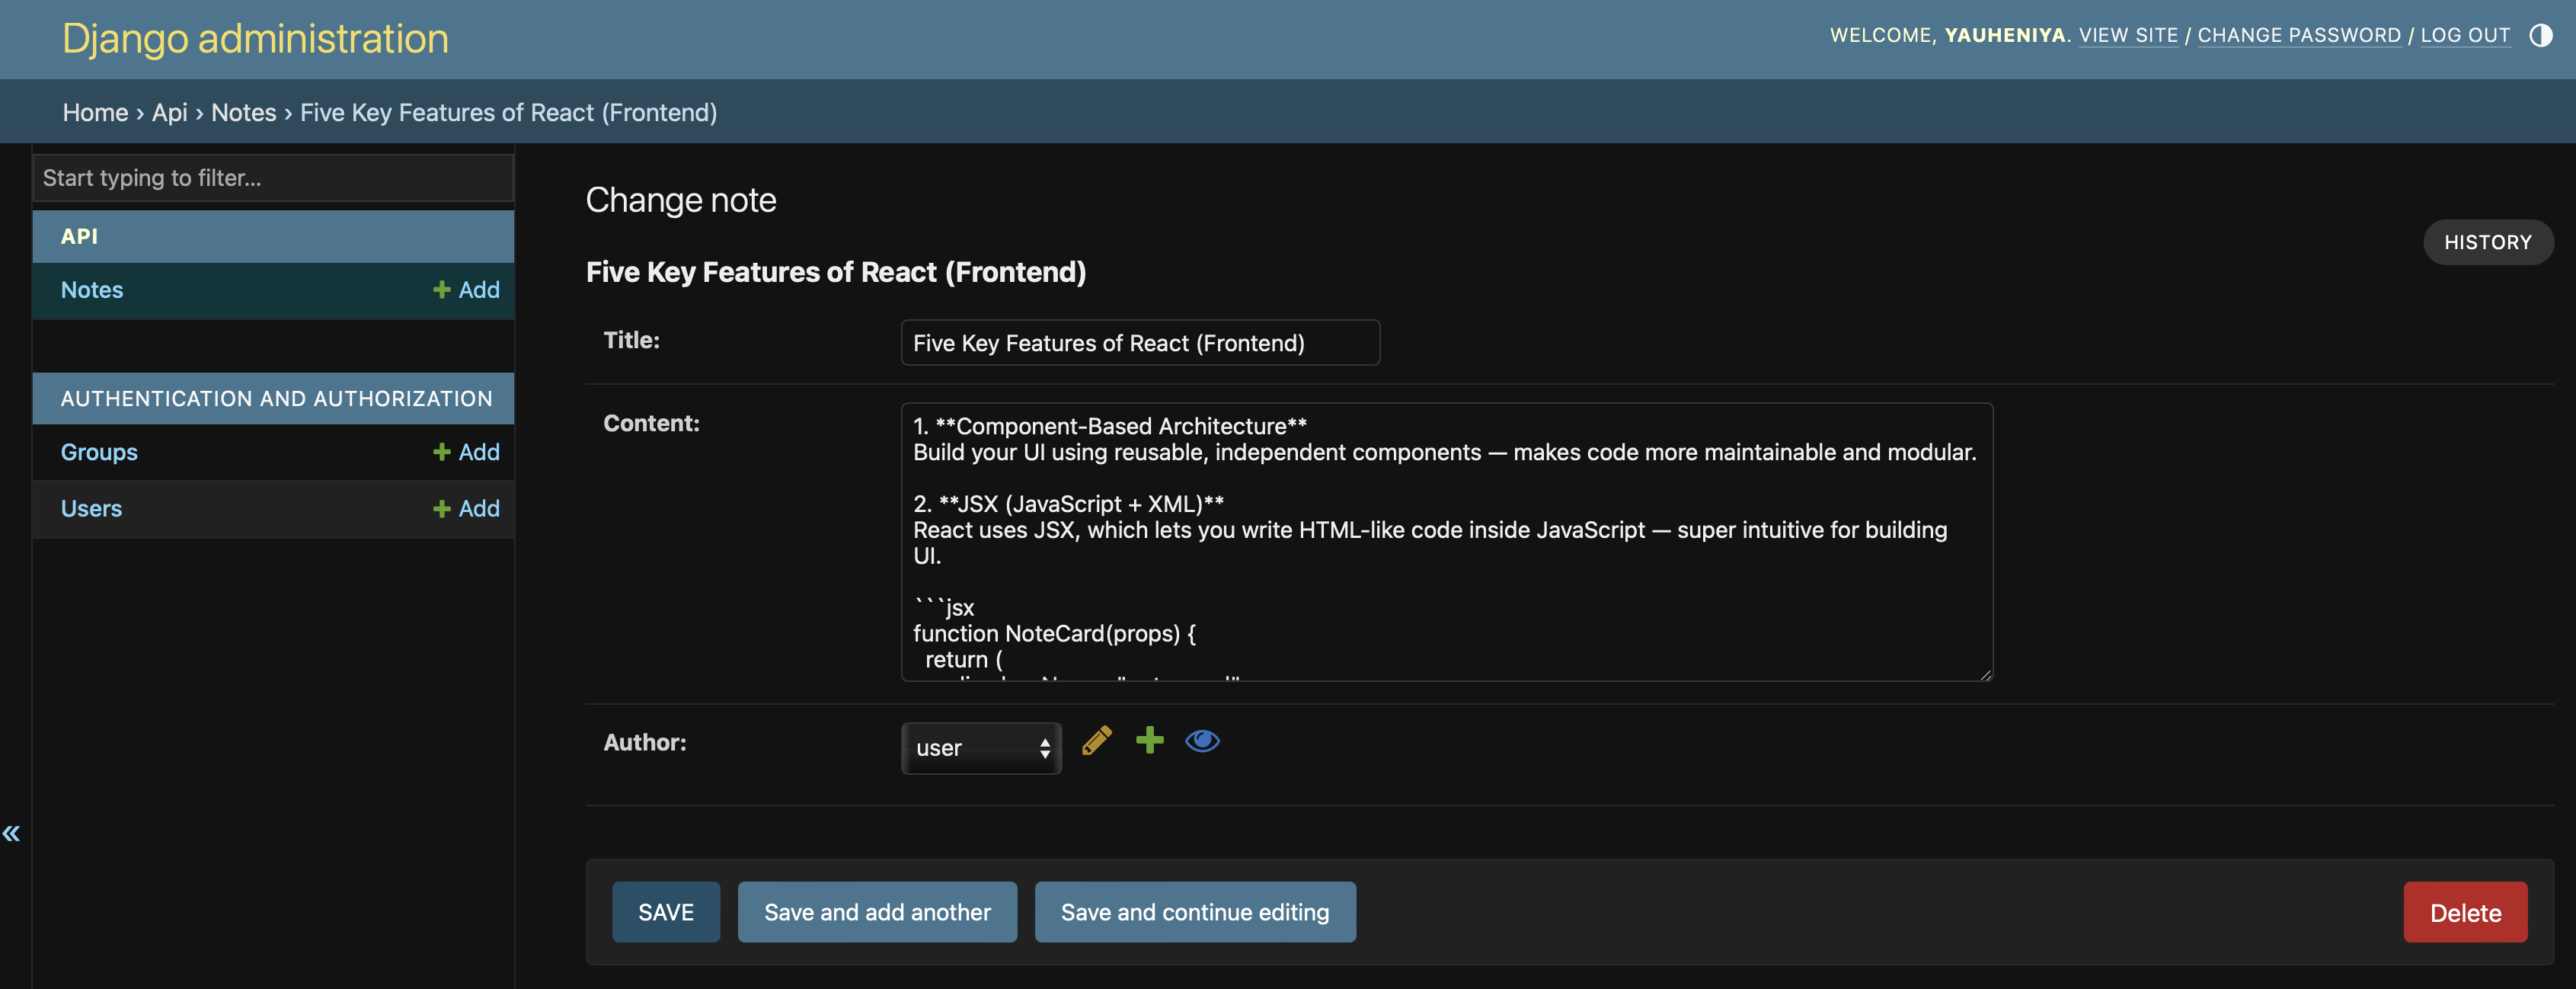 Django administration
WELCOME, YAUHENIYA. VIEW SITE / CHANGE PASSWORD / LOG OUT
Home › Api › Notes › Five Key Features of React (Frontend)
Start typing to filter...
API
Notes
Add
AUTHENTICATION AND AUTHORIZATION
Groups
Add
Users
Add
«
Change note
HISTORY
Five Key Features of React (Frontend)
Title:
Five Key Features of React (Frontend)
Content:
1. **Component-Based Architecture**
Build your UI using reusable, independent components — makes code more maintainable and modular.
2. **JSX (JavaScript + XML)**
React uses JSX, which lets you write HTML-like code inside JavaScript — super intuitive for building
UI.
```jsx
function NoteCard(props) {
return (
Author:
user
SAVE
Save and add another
Save and continue editing
Delete